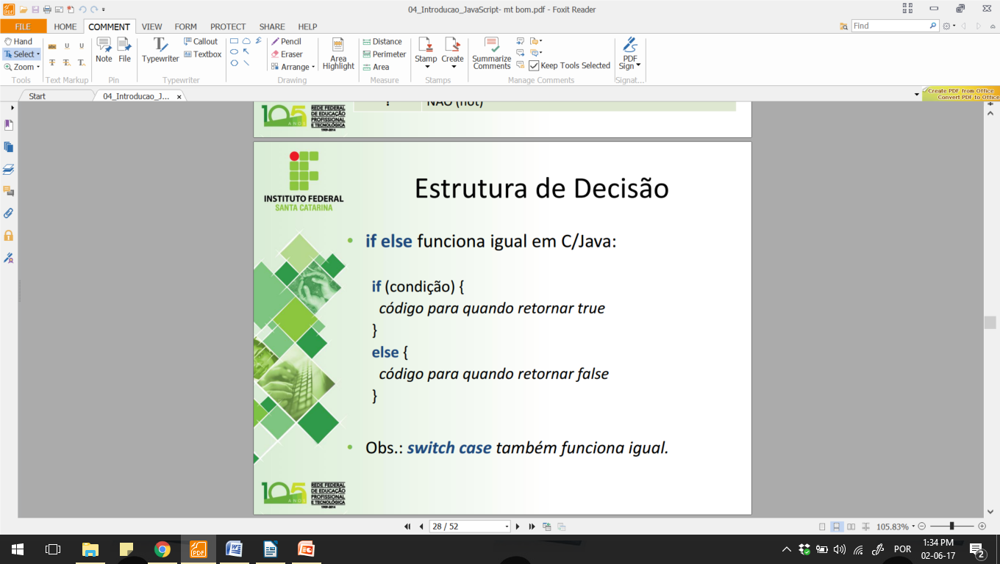 04_Introducao_JavaScript- mt bom.pdf - Foxit Reader
FILE HOME COMMENT VIEW FORM PROTECT SHARE HELP Find
Hand
Select
Zoom
Tools
Text Markup
Note File
Pin
Typewriter
Callout
Textbox
Typewriter
Pencil
Eraser
Arrange
Drawing
Area
Highlight
Distance
Perimeter
Area
Measure
Stamp Create
Stamps
Summarize
Comments
Keep Tools Selected
Manage Comments
PDF
Sign
Signat...
Start 04_Introducao_J...
Create PDF from Office
Convert PDF to Office
! NÃO (not)
105
ANOS
REDE FEDERAL
DE EDUCAÇÃO
PROFISSIONAL
E TECNOLÓGICA
1909-2014
INSTITUTO FEDERAL
SANTA CATARINA
Estrutura de Decisão
• if else funciona igual em C/Java:
if (condição) {
código para quando retornar true
}
else {
código para quando retornar false
}
• Obs.: switch case também funciona igual.
105
ANOS
REDE FEDERAL
DE EDUCAÇÃO
PROFISSIONAL
E TECNOLÓGICA
1909-2014
28 / 52
105.83%
POR
1:34 PM
02-06-17
2